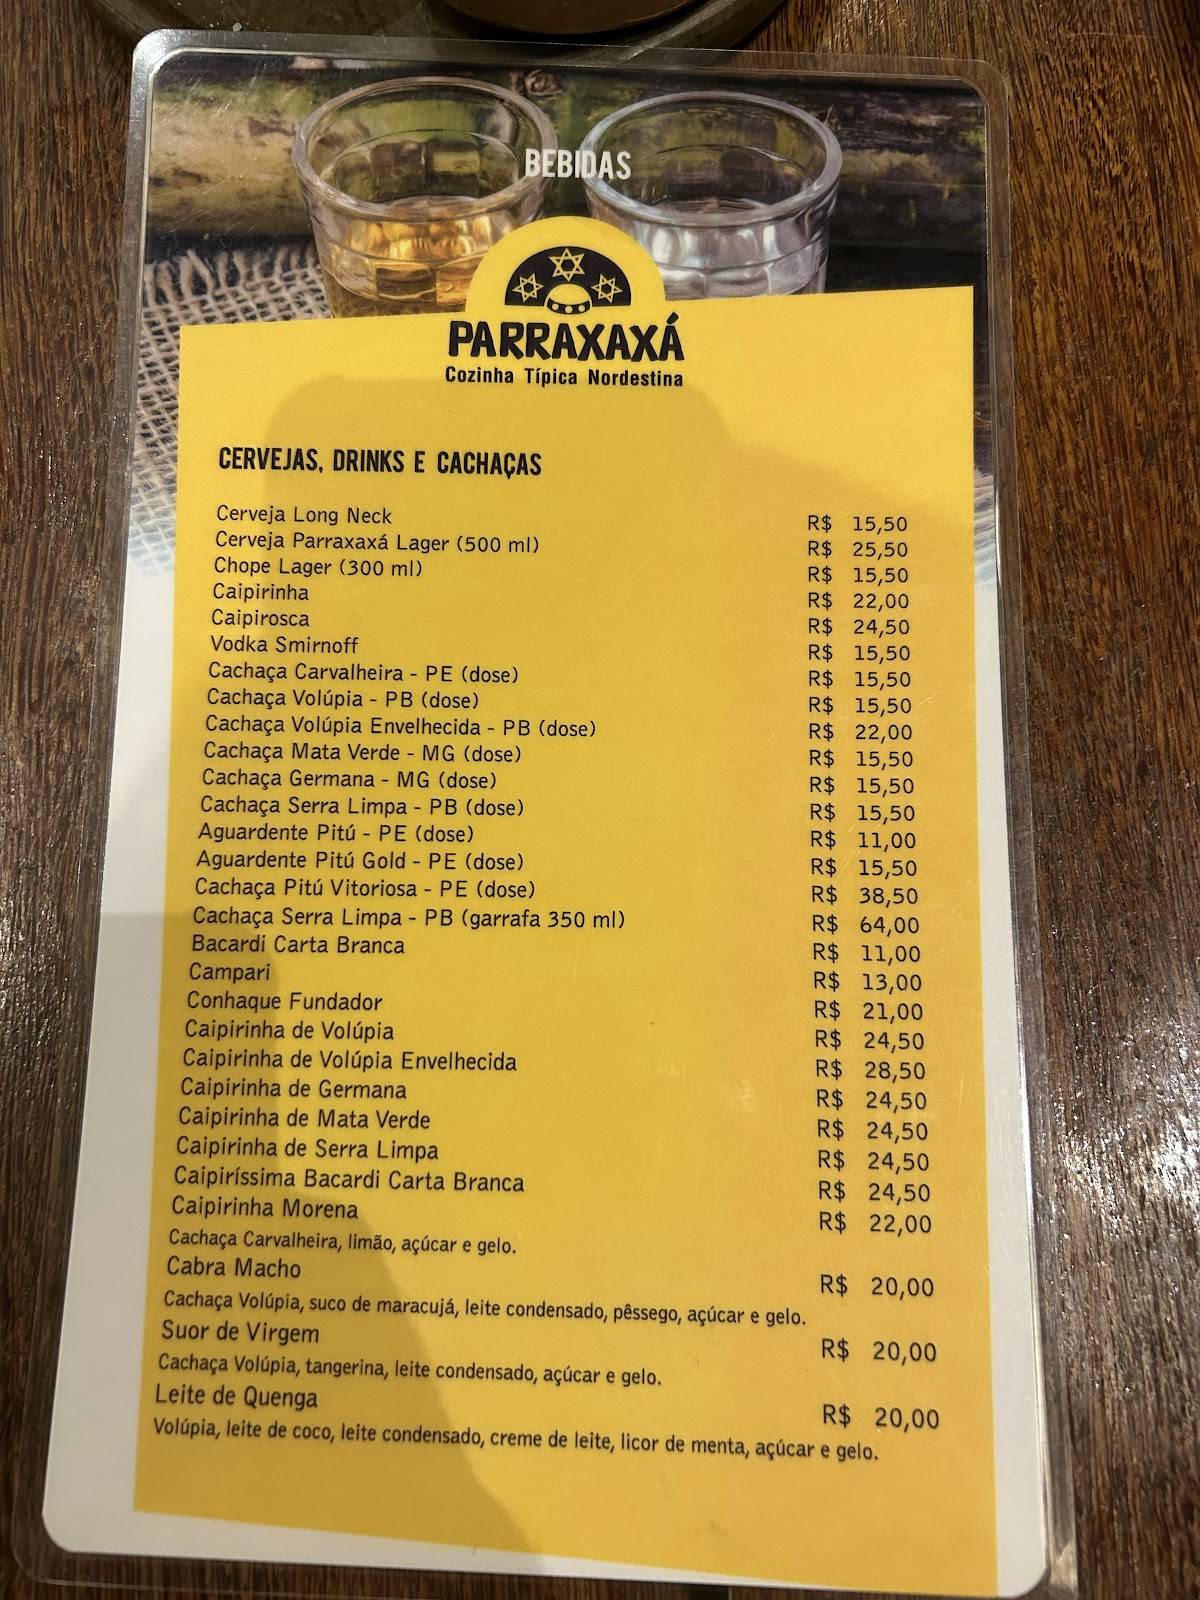 BEBIDAS
PARRAXAXÁ
Cozinha Típica Nordestina
CERVEJAS, DRINKS E CACHAÇAS
Cerveja Long Neck R$ 15,50
Cerveja Parraxaxá Lager (500 ml) R$ 25,50
Chope Lager (300 ml) R$ 15,50
Caipirinha R$ 22,00
Caipirosca R$ 24,50
Vodka Smirnoff R$ 15,50
Cachaça Carvalheira - PE (dose) R$ 15,50
Cachaça Volúpia - PB (dose) R$ 15,50
Cachaça Volúpia Envelhecida - PB (dose) R$ 22,00
Cachaça Mata Verde - MG (dose) R$ 15,50
Cachaça Germana - MG (dose) R$ 15,50
Cachaça Serra Limpa - PB (dose) R$ 15,50
Aguardente Pitú - PE (dose) R$ 11,00
Aguardente Pitú Gold - PE (dose) R$ 15,50
Cachaça Pitú Vitoriosa - PE (dose) R$ 38,50
Cachaça Serra Limpa - PB (garrafa 350 ml) R$ 64,00
Bacardi Carta Branca R$ 11,00
Campari R$ 13,00
Conhaque Fundador R$ 21,00
Caipirinha de Volúpia R$ 24,50
Caipirinha de Volúpia Envelhecida R$ 28,50
Caipirinha de Germana R$ 24,50
Caipirinha de Mata Verde R$ 24,50
Caipirinha de Serra Limpa R$ 24,50
Caipiríssima Bacardi Carta Branca R$ 24,50
Caipirinha Morena R$ 22,00
Cachaça Carvalheira, limão, açúcar e gelo.
Cabra Macho R$ 20,00
Cachaça Volúpia, suco de maracujá, leite condensado, pêssego, açúcar e gelo.
Suor de Virgem R$ 20,00
Cachaça Volúpia, tangerina, leite condensado, açúcar e gelo.
Leite de Quenga R$ 20,00
Volúpia, leite de coco, leite condensado, creme de leite, licor de menta, açúcar e gelo.